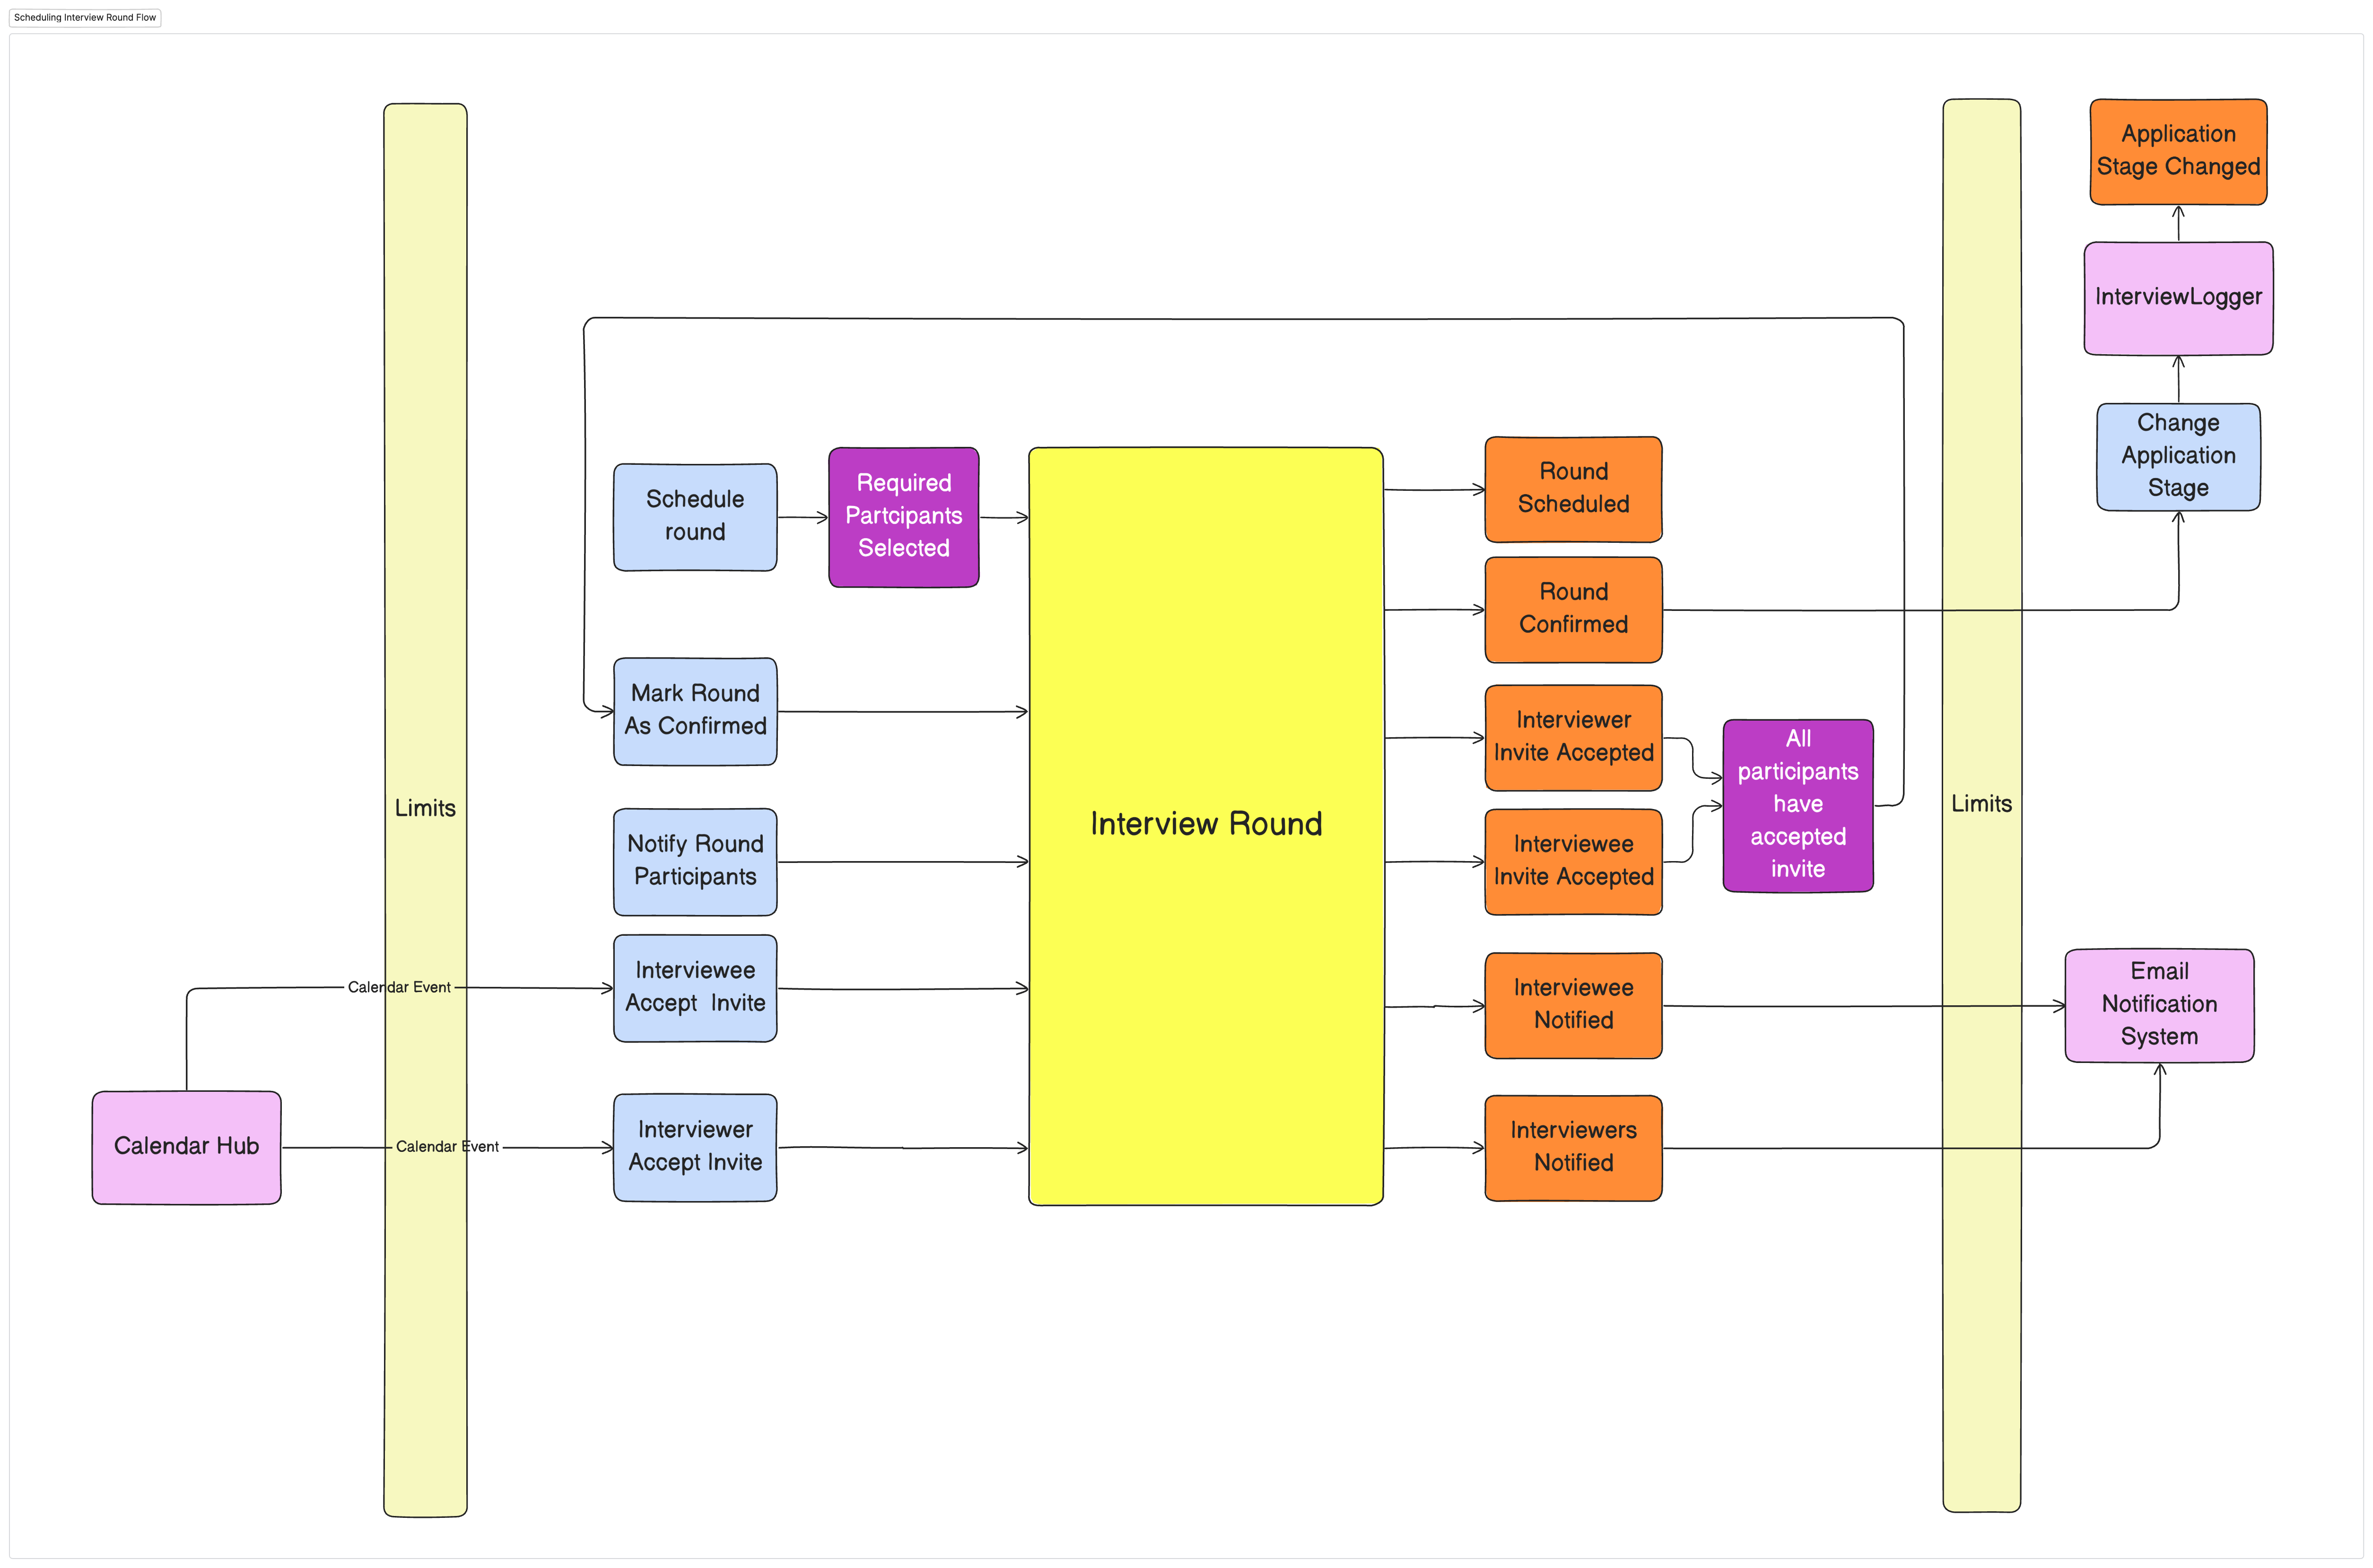 Scheduling Interview Round Flow
Application
Stage Changed
InterviewLogger
Change
Application
Stage
Schedule
round
Required
Partcipants
Selected
Round
Scheduled
Round
Confirmed
Mark Round
As Confirmed
Interviewer
Invite Accepted
All
participants
have
accepted
invite
Limits
Interview Round
Limits
Notify Round
Participants
Interviewee
Invite Accepted
Calendar Event
Interviewee
Accept Invite
Interviewee
Notified
Email
Notification
System
Calendar Hub
Calendar Event
Interviewer
Accept Invite
Interviewers
Notified